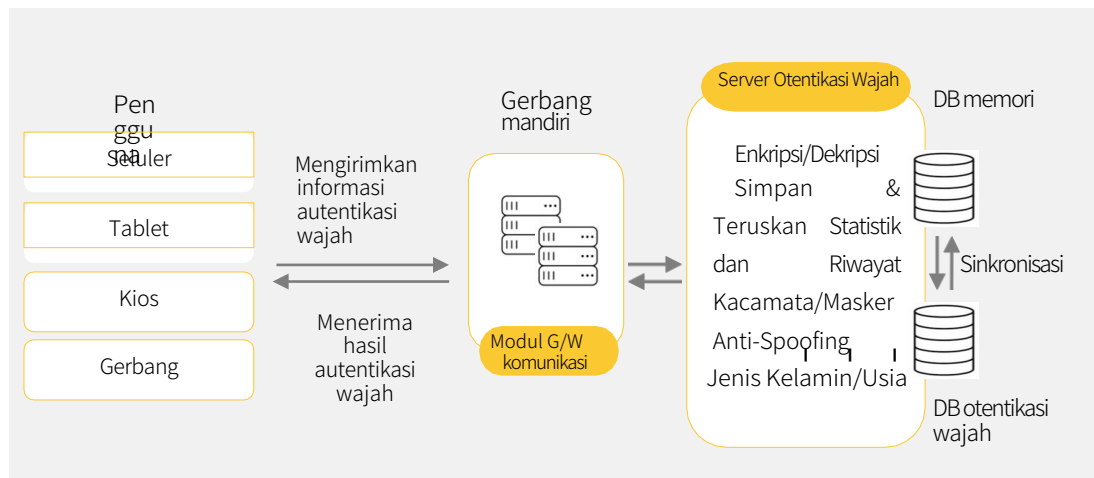 Pen
ggu
na
Seluler
Tablet
Kios
Gerbang
Mengirimkan
informasi
autentikasi
wajah
Menerima
hasil
autentikasi
wajah
Gerbang
mandiri
Modul G/W
komunikasi
Server Otentikasi Wajah
Enkripsi/Dekripsi
Simpan &
Teruskan Statistik
dan Riwayat
Kacamata/Masker
Anti-Spoofing
Jenis Kelamin/Usia
DB memori
Sinkronisasi
DB otentikasi
wajah